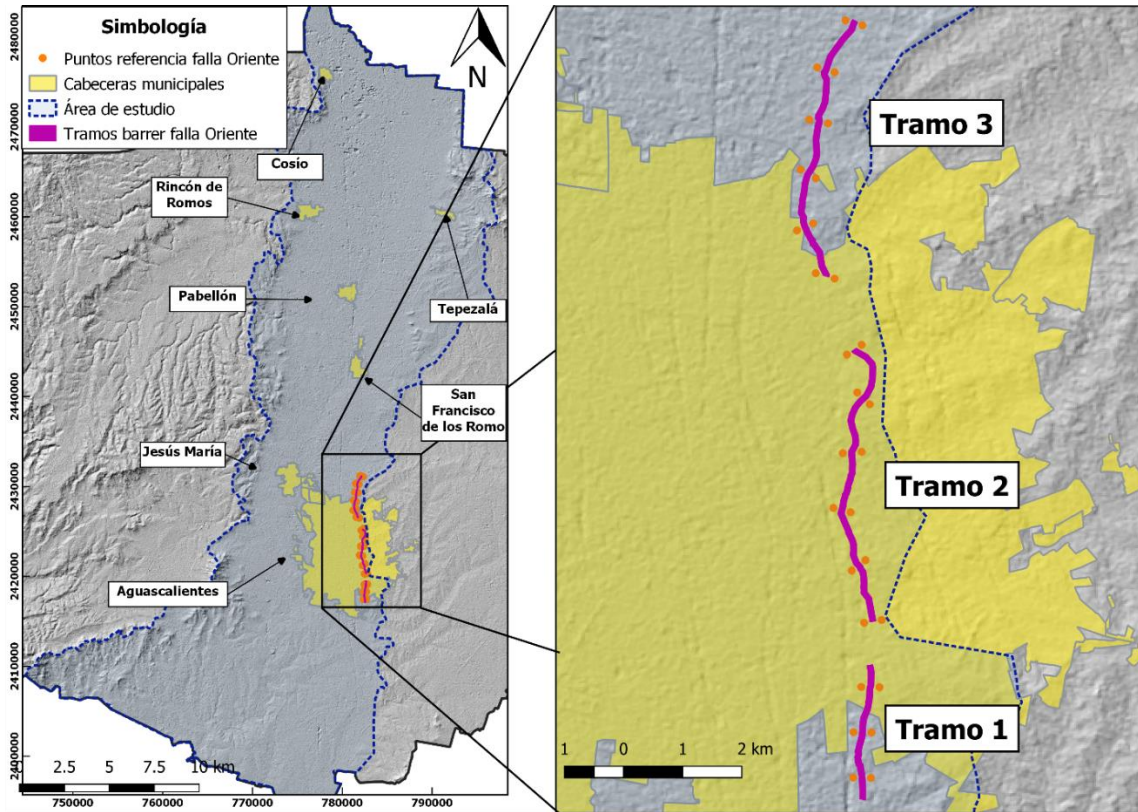 Simbología
Puntos referencia falla Oriente
Cabeceras municipales
Área de estudio
Tramos barrer falla Oriente
N
Cosío
Rincón de
Romos
Pabellón
Tepezalá
San
Francisco
de los Romo
Jesús María
Aguascalientes
2480000
2470000
2460000
2450000
2440000
2430000
2420000
2410000
2400000
2.5 5 7.5 10 km
750000 760000 770000 780000 790000
Tramo 3
Tramo 2
Tramo 1
1 0 1 2 km